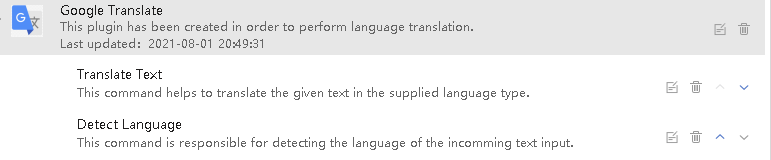 Google Translate
This plugin has been created in order to perform language translation.
Last updated: 2021-08-01 20:49:31
Translate Text
This command helps to translate the given text in the supplied language type.
Detect Language
This command is responsible for detecting the language of the incomming text input.